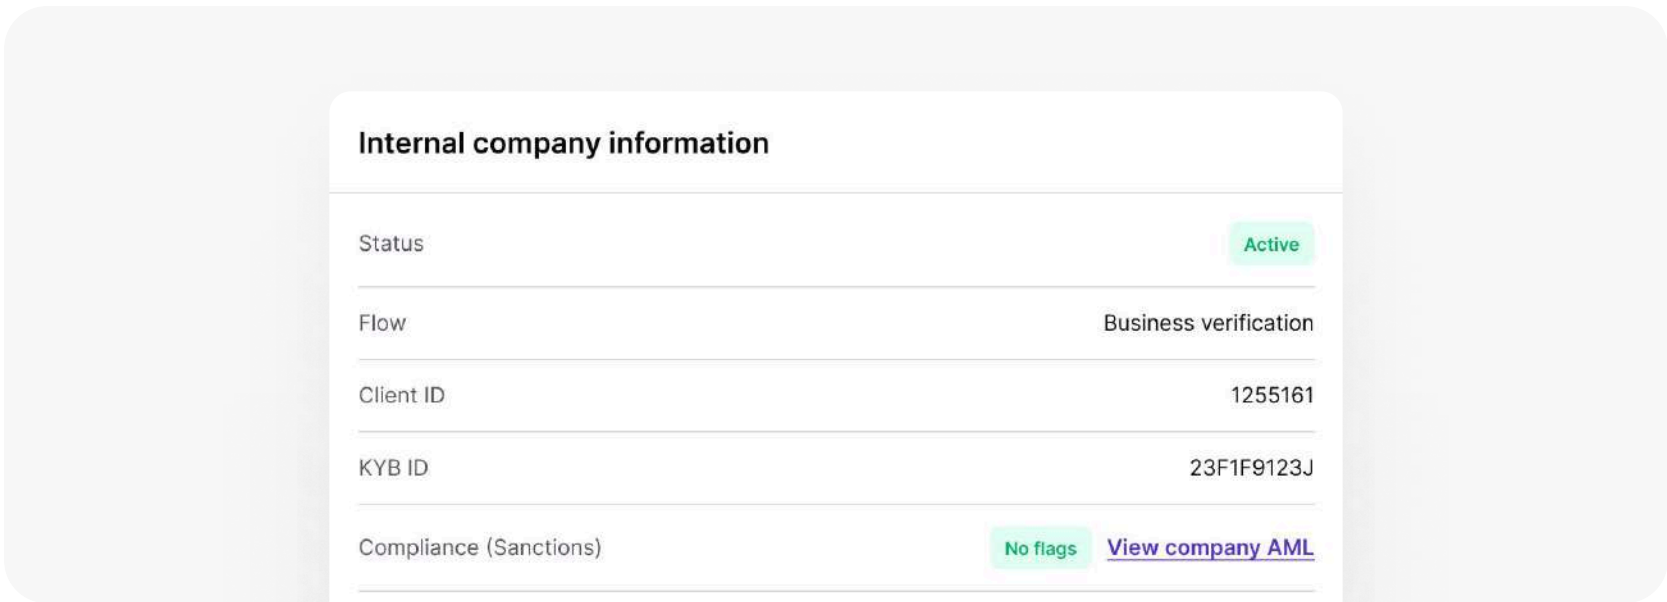 Internal company information
Status Active
Flow Business verification
Client ID 1255161
KYB ID 23F1F9123J
Compliance (Sanctions) No flags View company AML